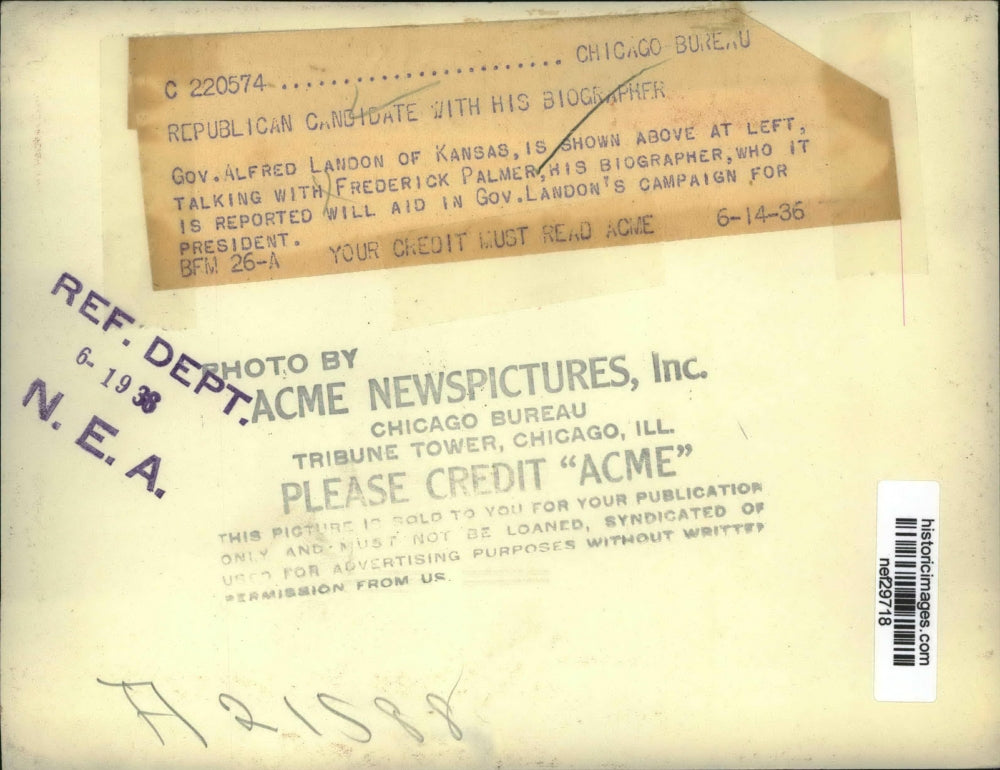 C 220574 ........................ CHICAGO BUREAU
REPUBLICAN CANDIDATE WITH HIS BIOGRAPHER
GOV. ALFRED LANDON OF KANSAS, IS SHOWN ABOVE AT LEFT,
TALKING WITH FREDERICK PALMER, HIS BIOGRAPHER, WHO IT
IS REPORTED WILL AID IN GOV. LANDON'S CAMPAIGN FOR
PRESIDENT.
BFM 26-A YOUR CREDIT MUST READ ACME 6-14-36
REF. DEPT.
6-19 36
N. E. A.
PHOTO BY
ACME NEWSPICTURES, Inc.
CHICAGO BUREAU
TRIBUNE TOWER, CHICAGO, ILL.
PLEASE CREDIT "ACME"
THIS PICTURE IS SOLD TO YOU FOR YOUR PUBLICATION
ONLY AND MUST NOT BE LOANED, SYNDICATED OR
USED FOR ADVERTISING PURPOSES WITHOUT WRITTEN
PERMISSION FROM US.
historicimages.com
nef29718
A 21588